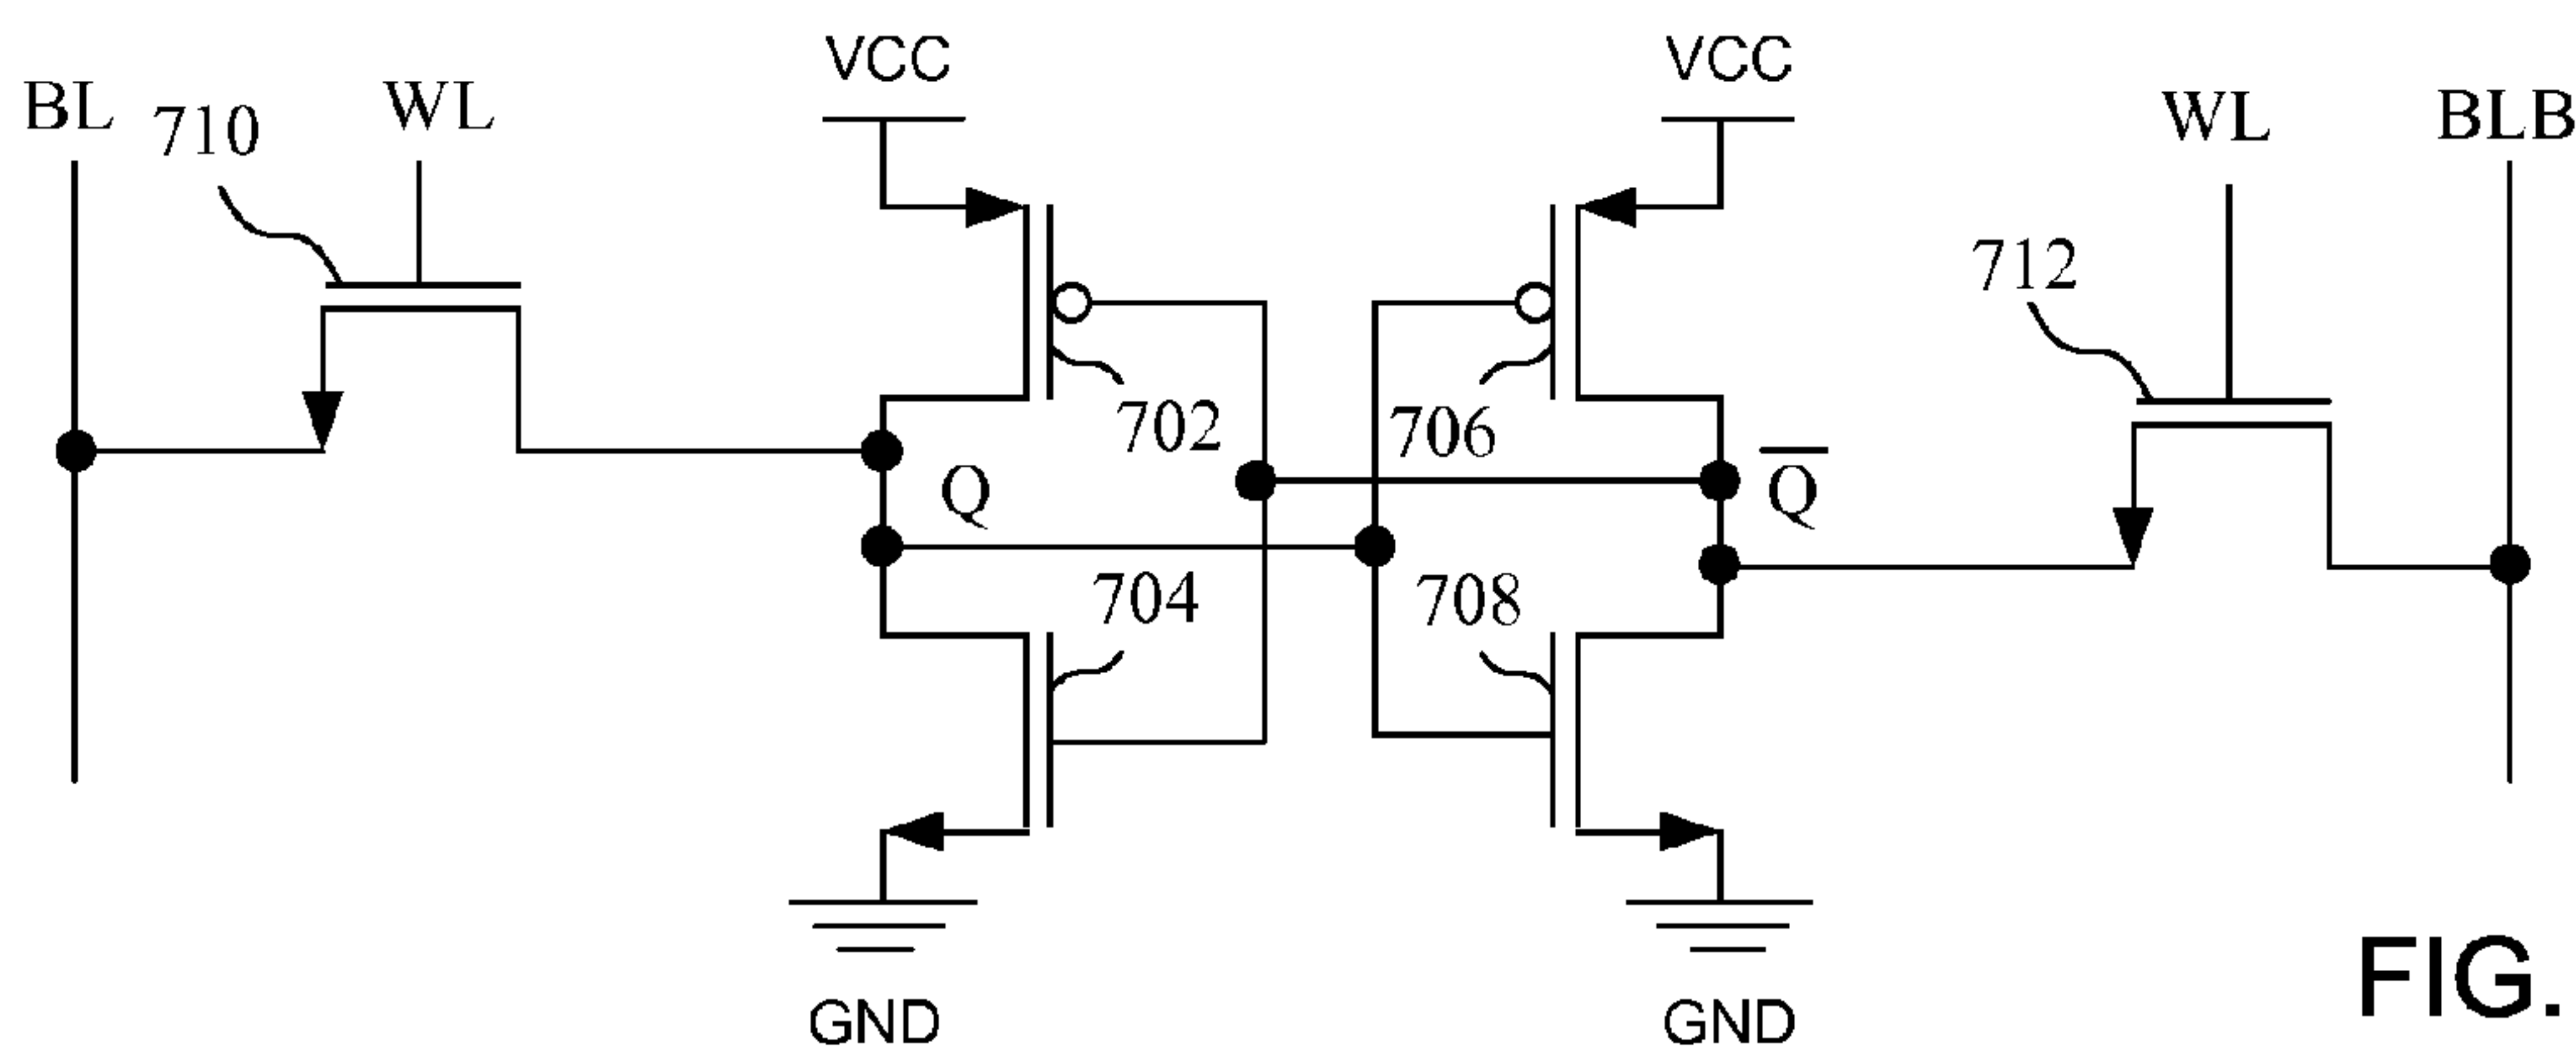 VCC VCC
BL 710 WL WL BLB
712
702 706
Q Q̅
704 708
FIG.
GND GND